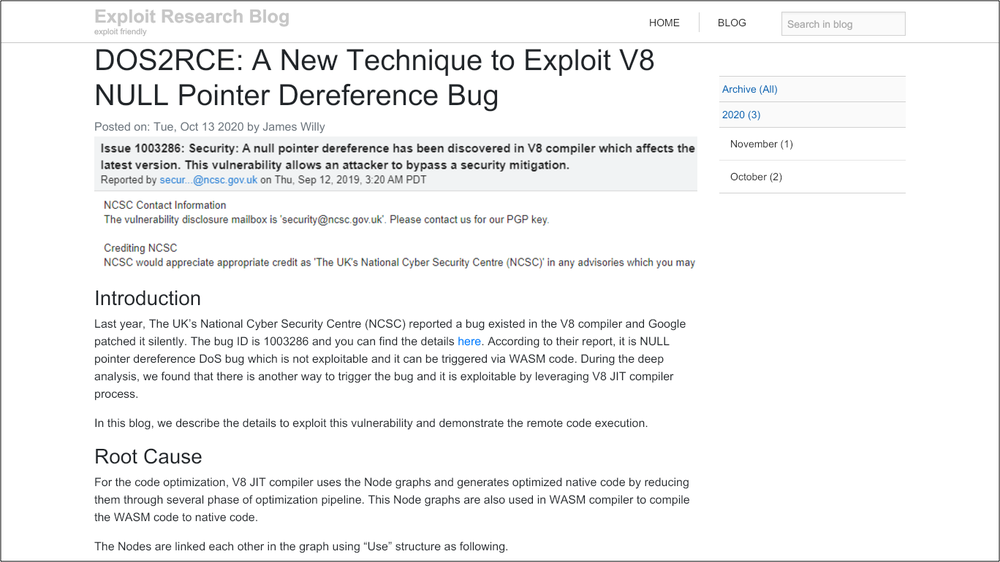 Exploit Research Blog
exploit friendly
HOME
BLOG
Search in blog
DOS2RCE: A New Technique to Exploit V8
NULL Pointer Dereference Bug
Posted on: Tue, Oct 13 2020 by James Willy
Issue 1003286: Security: A null pointer dereference has been discovered in V8 compiler which affects the
latest version. This vulnerability allows an attacker to bypass a security mitigation.
Reported by secur...@ncsc.gov.uk on Thu, Sep 12, 2019, 3:20 AM PDT
NCSC Contact Information
The vulnerability disclosure mailbox is 'security@ncsc.gov.uk'. Please contact us for our PGP key.
Crediting NCSC
NCSC would appreciate appropriate credit as 'The UK's National Cyber Security Centre (NCSC)' in any advisories which you may
Introduction
Last year, The UK's National Cyber Security Centre (NCSC) reported a bug existed in the V8 compiler and Google
patched it silently. The bug ID is 1003286 and you can find the details here. According to their report, it is NULL
pointer dereference DoS bug which is not exploitable and it can be triggered via WASM code. During the deep
analysis, we found that there is another way to trigger the bug and it is exploitable by leveraging V8 JIT compiler
process.
In this blog, we describe the details to exploit this vulnerability and demonstrate the remote code execution.
Root Cause
For the code optimization, V8 JIT compiler uses the Node graphs and generates optimized native code by reducing
them through several phase of optimization pipeline. This Node graphs are also used in WASM compiler to compile
the WASM code to native code.
The Nodes are linked each other in the graph using “Use” structure as following.
Archive (All)
2020 (3)
November (1)
October (2)